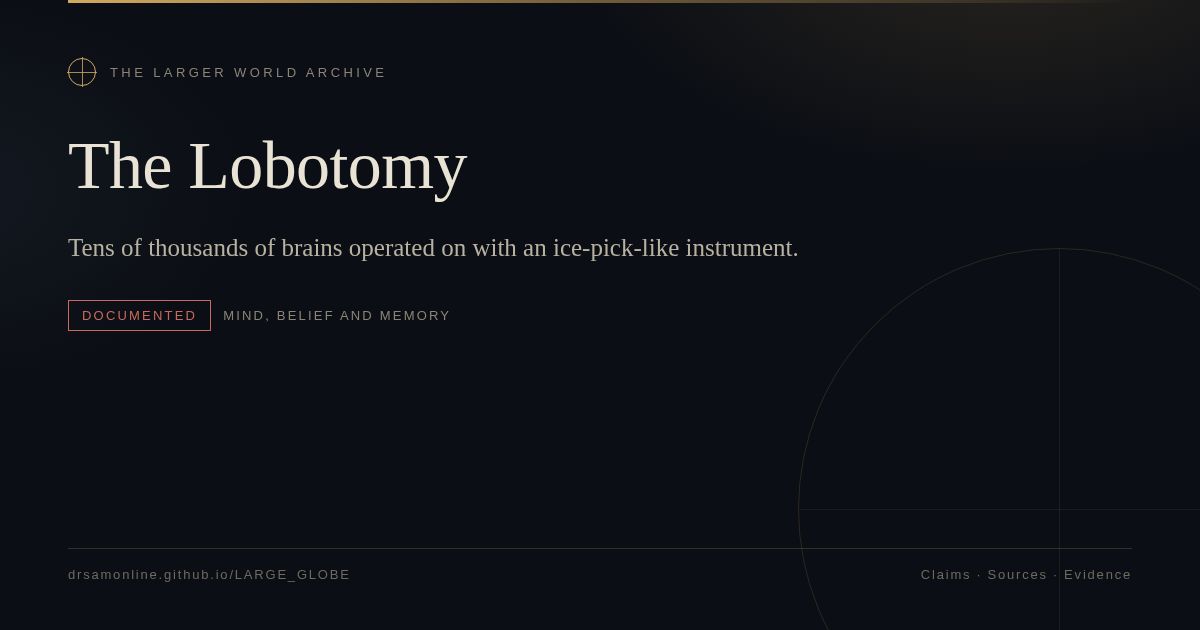 THE LARGER WORLD ARCHIVE
The Lobotomy
Tens of thousands of brains operated on with an ice-pick-like instrument.
DOCUMENTED MIND, BELIEF AND MEMORY
drsamonline.github.io/LARGE_GLOBE Claims · Sources · Evidence